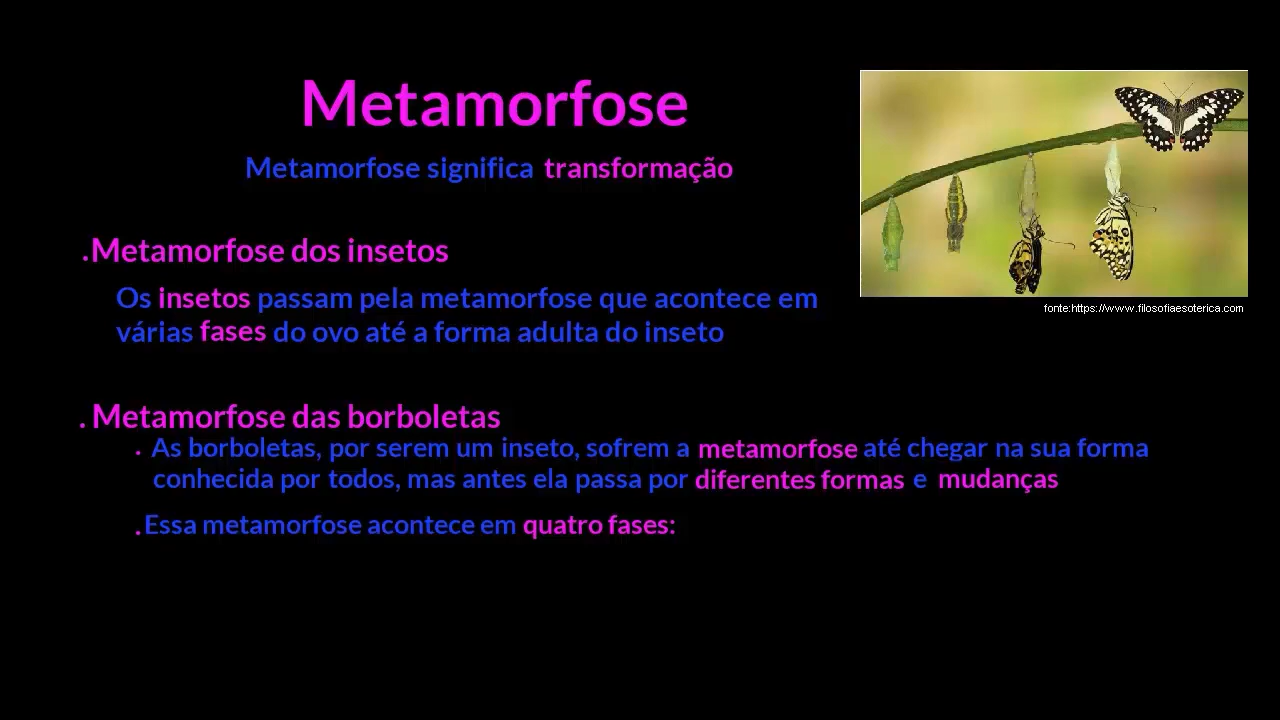 Metamorfose
Metamorfose significa transformação
.Metamorfose dos insetos
Os insetos passam pela metamorfose que acontece em
várias fases do ovo até a forma adulta do inseto
fonte:https://www.filosofiaesoterica.com
. Metamorfose das borboletas
. As borboletas, por serem um inseto, sofrem a metamorfose até chegar na sua forma
conhecida por todos, mas antes ela passa por diferentes formas e mudanças
.Essa metamorfose acontece em quatro fases: